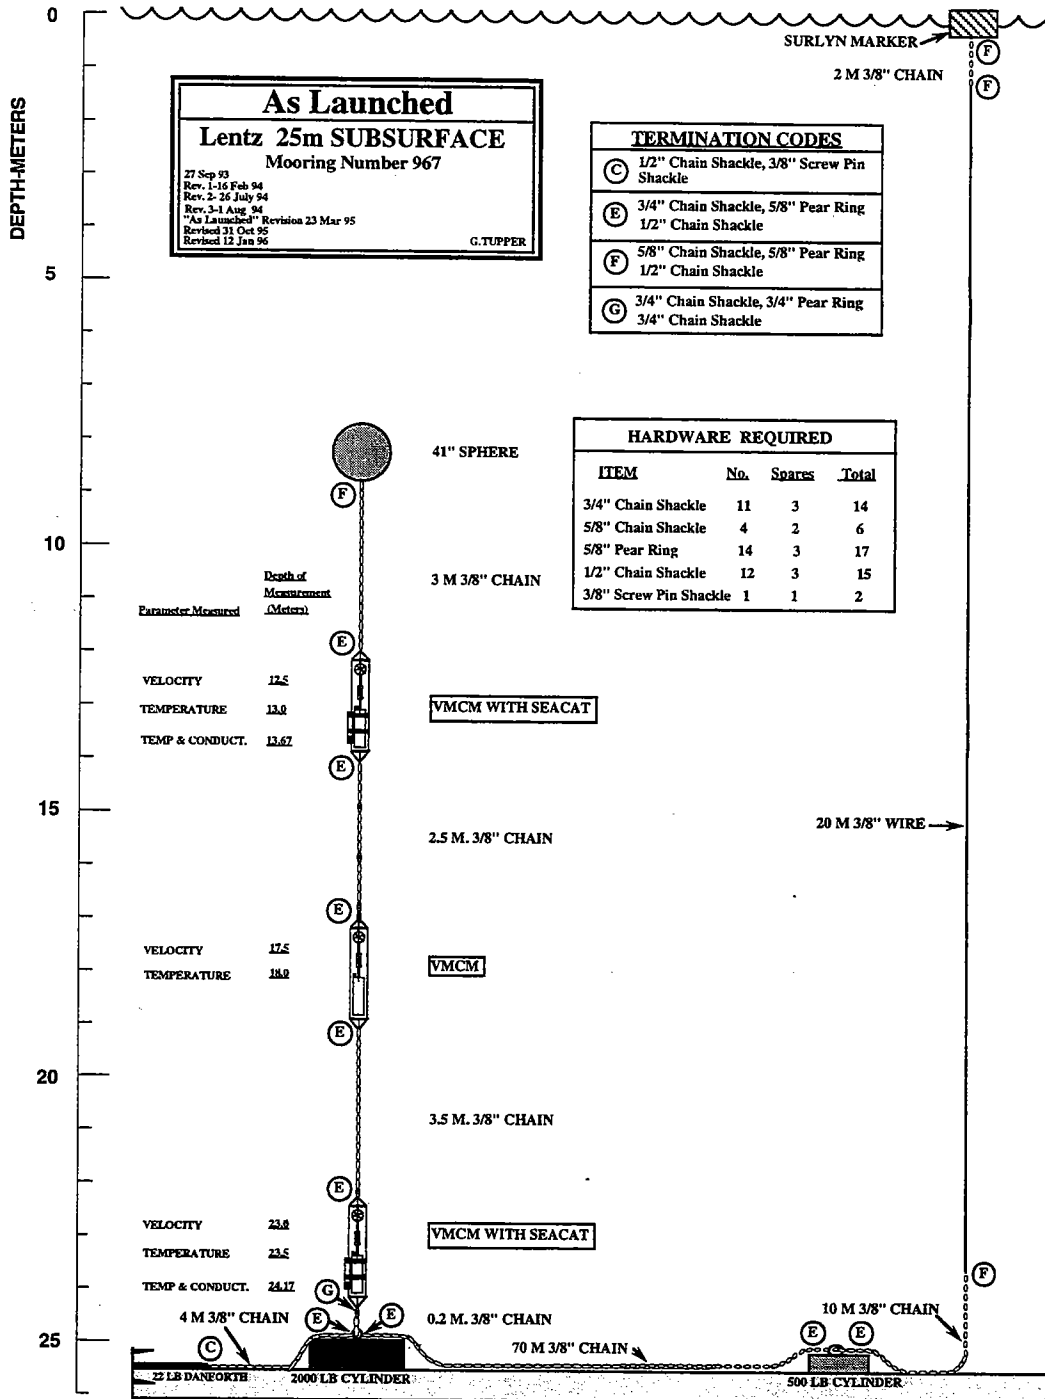 0
DEPTH-METERS
5
10
15
20
25
SURLYN MARKER
F
2 M 3/8" CHAIN
F
As Launched
Lentz 25m SUBSURFACE
Mooring Number 967
27 Sep 93
Rev. 1-16 Feb 94
Rev. 2- 26 July 94
Rev. 3-1 Aug 94
"As Launched" Revision 23 Mar 95
Revised 31 Oct 95
Revised 12 Jan 96
G.TUPPER
TERMINATION CODES
C 1/2" Chain Shackle, 3/8" Screw Pin
Shackle
E 3/4" Chain Shackle, 5/8" Pear Ring
1/2" Chain Shackle
F 5/8" Chain Shackle, 5/8" Pear Ring
1/2" Chain Shackle
G 3/4" Chain Shackle, 3/4" Pear Ring
3/4" Chain Shackle
HARDWARE REQUIRED
ITEM No. Spares Total
3/4" Chain Shackle 11 3 14
5/8" Chain Shackle 4 2 6
5/8" Pear Ring 14 3 17
1/2" Chain Shackle 12 3 15
3/8" Screw Pin Shackle 1 1 2
41" SPHERE
F
3 M 3/8" CHAIN
Parameter Measured
Depth of
Measurement
(Meters)
E
VELOCITY 12.5
TEMPERATURE 13.0
TEMP & CONDUCT. 13.67
VMCM WITH SEACAT
E
2.5 M. 3/8" CHAIN
20 M 3/8" WIRE
E
VELOCITY 17.5
TEMPERATURE 18.0
VMCM
E
3.5 M. 3/8" CHAIN
E
VELOCITY 23.0
TEMPERATURE 23.5
TEMP & CONDUCT. 24.17
VMCM WITH SEACAT
G
F
4 M 3/8" CHAIN
E
E
0.2 M. 3/8" CHAIN
10 M 3/8" CHAIN
C
70 M 3/8" CHAIN
E
E
22 LB DANFORTH
2000 LB CYLINDER
500 LB CYLINDER